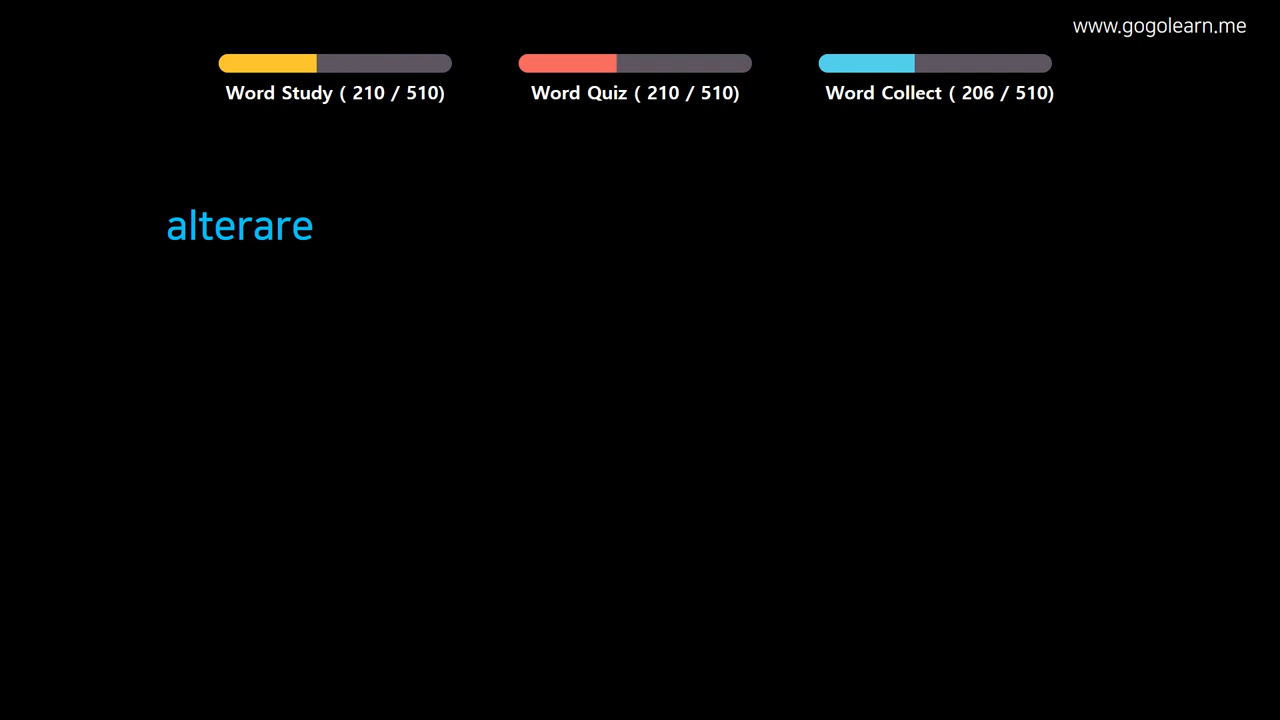 www.gogolearn.me
Word Study ( 210 / 510)
Word Quiz ( 210 / 510)
Word Collect ( 206 / 510)
alterare